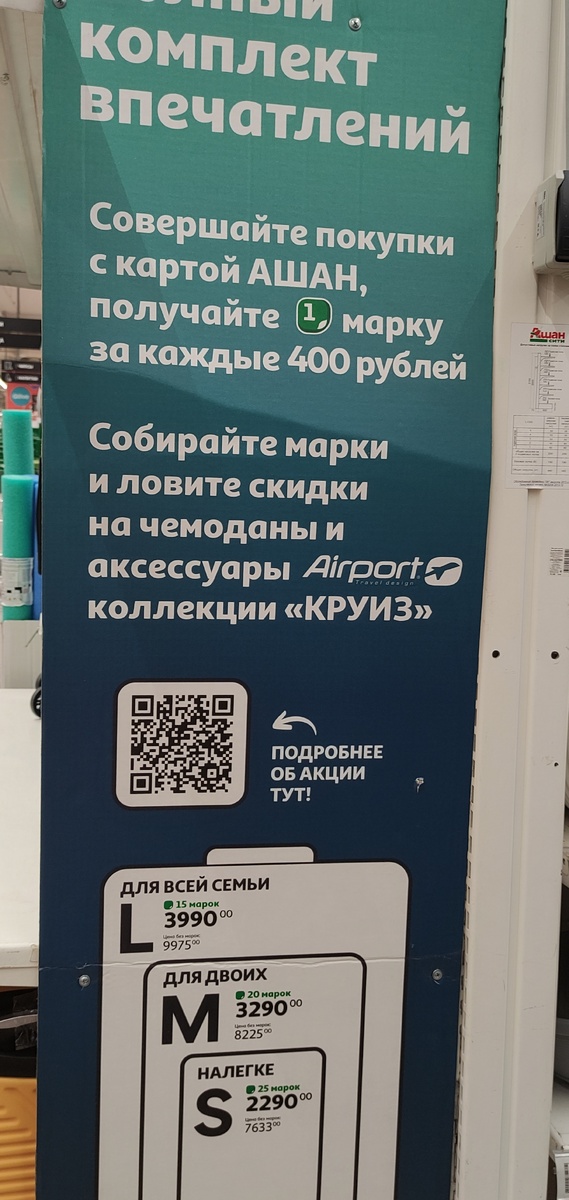 комплект
впечатлений
Совершайте покупки
с картой АШАН,
получайте 1 марку
за каждые 400 рублей
Собирайте марки
и ловите скидки
на чемоданы и
аксессуары Airport
Travel design
коллекции «КРУИЗ»
ПОДРОБНЕЕ
ОБ АКЦИИ
ТУТ!
ДЛЯ ВСЕЙ СЕМЬИ
L
15 марок
3990 00
Цена без марок:
9975 00
ДЛЯ ДВОИХ
M
20 марок
3290 00
Цена без марок:
8225 00
НАЛЕГКЕ
S
25 марок
2290 00
Цена без марок:
7633 00
Ашан
СИТИ